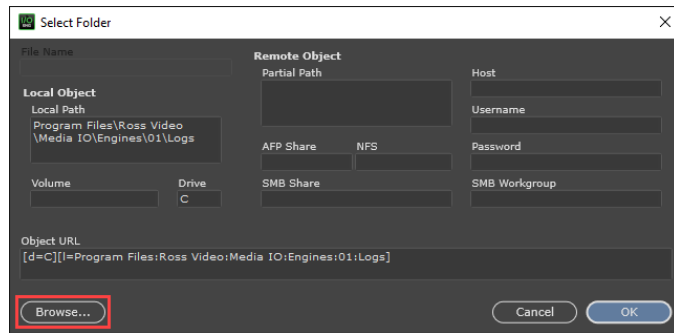 I/O
Select Folder
File Name
Local Object
Local Path
Program Files\Ross Video
\Media IO\Engines\01\Logs
Volume
Drive
C
Remote Object
Partial Path
AFP Share
NFS
SMB Share
Host
Username
Password
SMB Workgroup
Object URL
[d=C][l=Program Files:Ross Video:Media IO:Engines:01:Logs]
Browse...
Cancel
OK